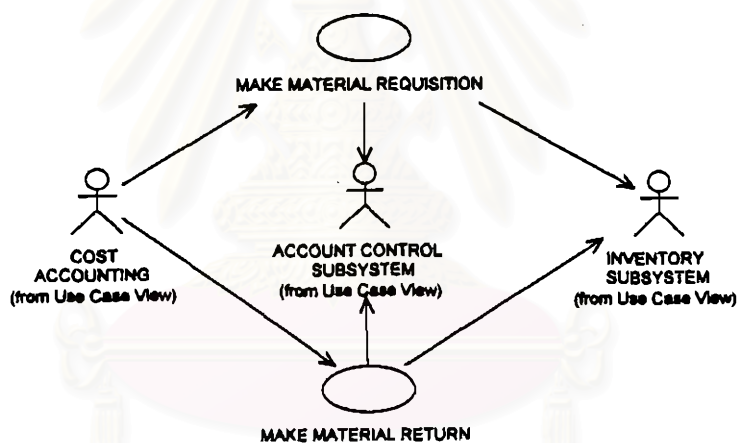 MAKE MATERIAL REQUISITION
COST
ACCOUNTING
(from Use Case View)
ACCOUNT CONTROL
SUBSYSTEM
(from Use Case View)
INVENTORY
SUBSYSTEM
(from Use Case View)
MAKE MATERIAL RETURN